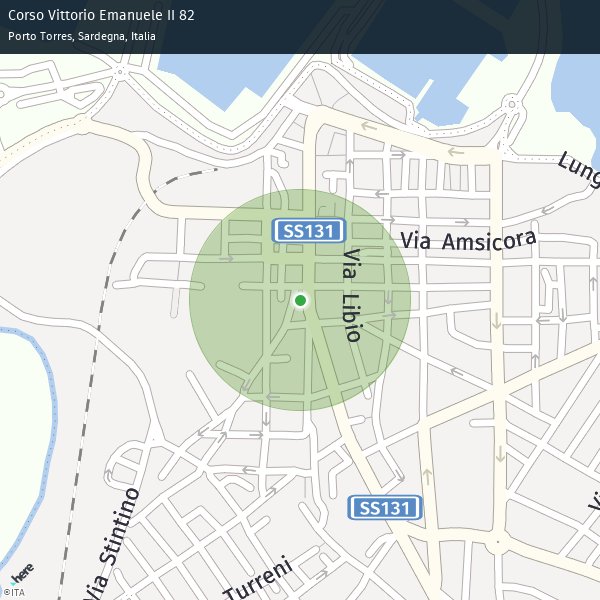 Corso Vittorio Emanuele II 82
Porto Torres, Sardegna, Italia
Lung
SS131
Via Amsicora
Via Libio
SS131
Via Stintino
Turreni
Vi
here
©ITA